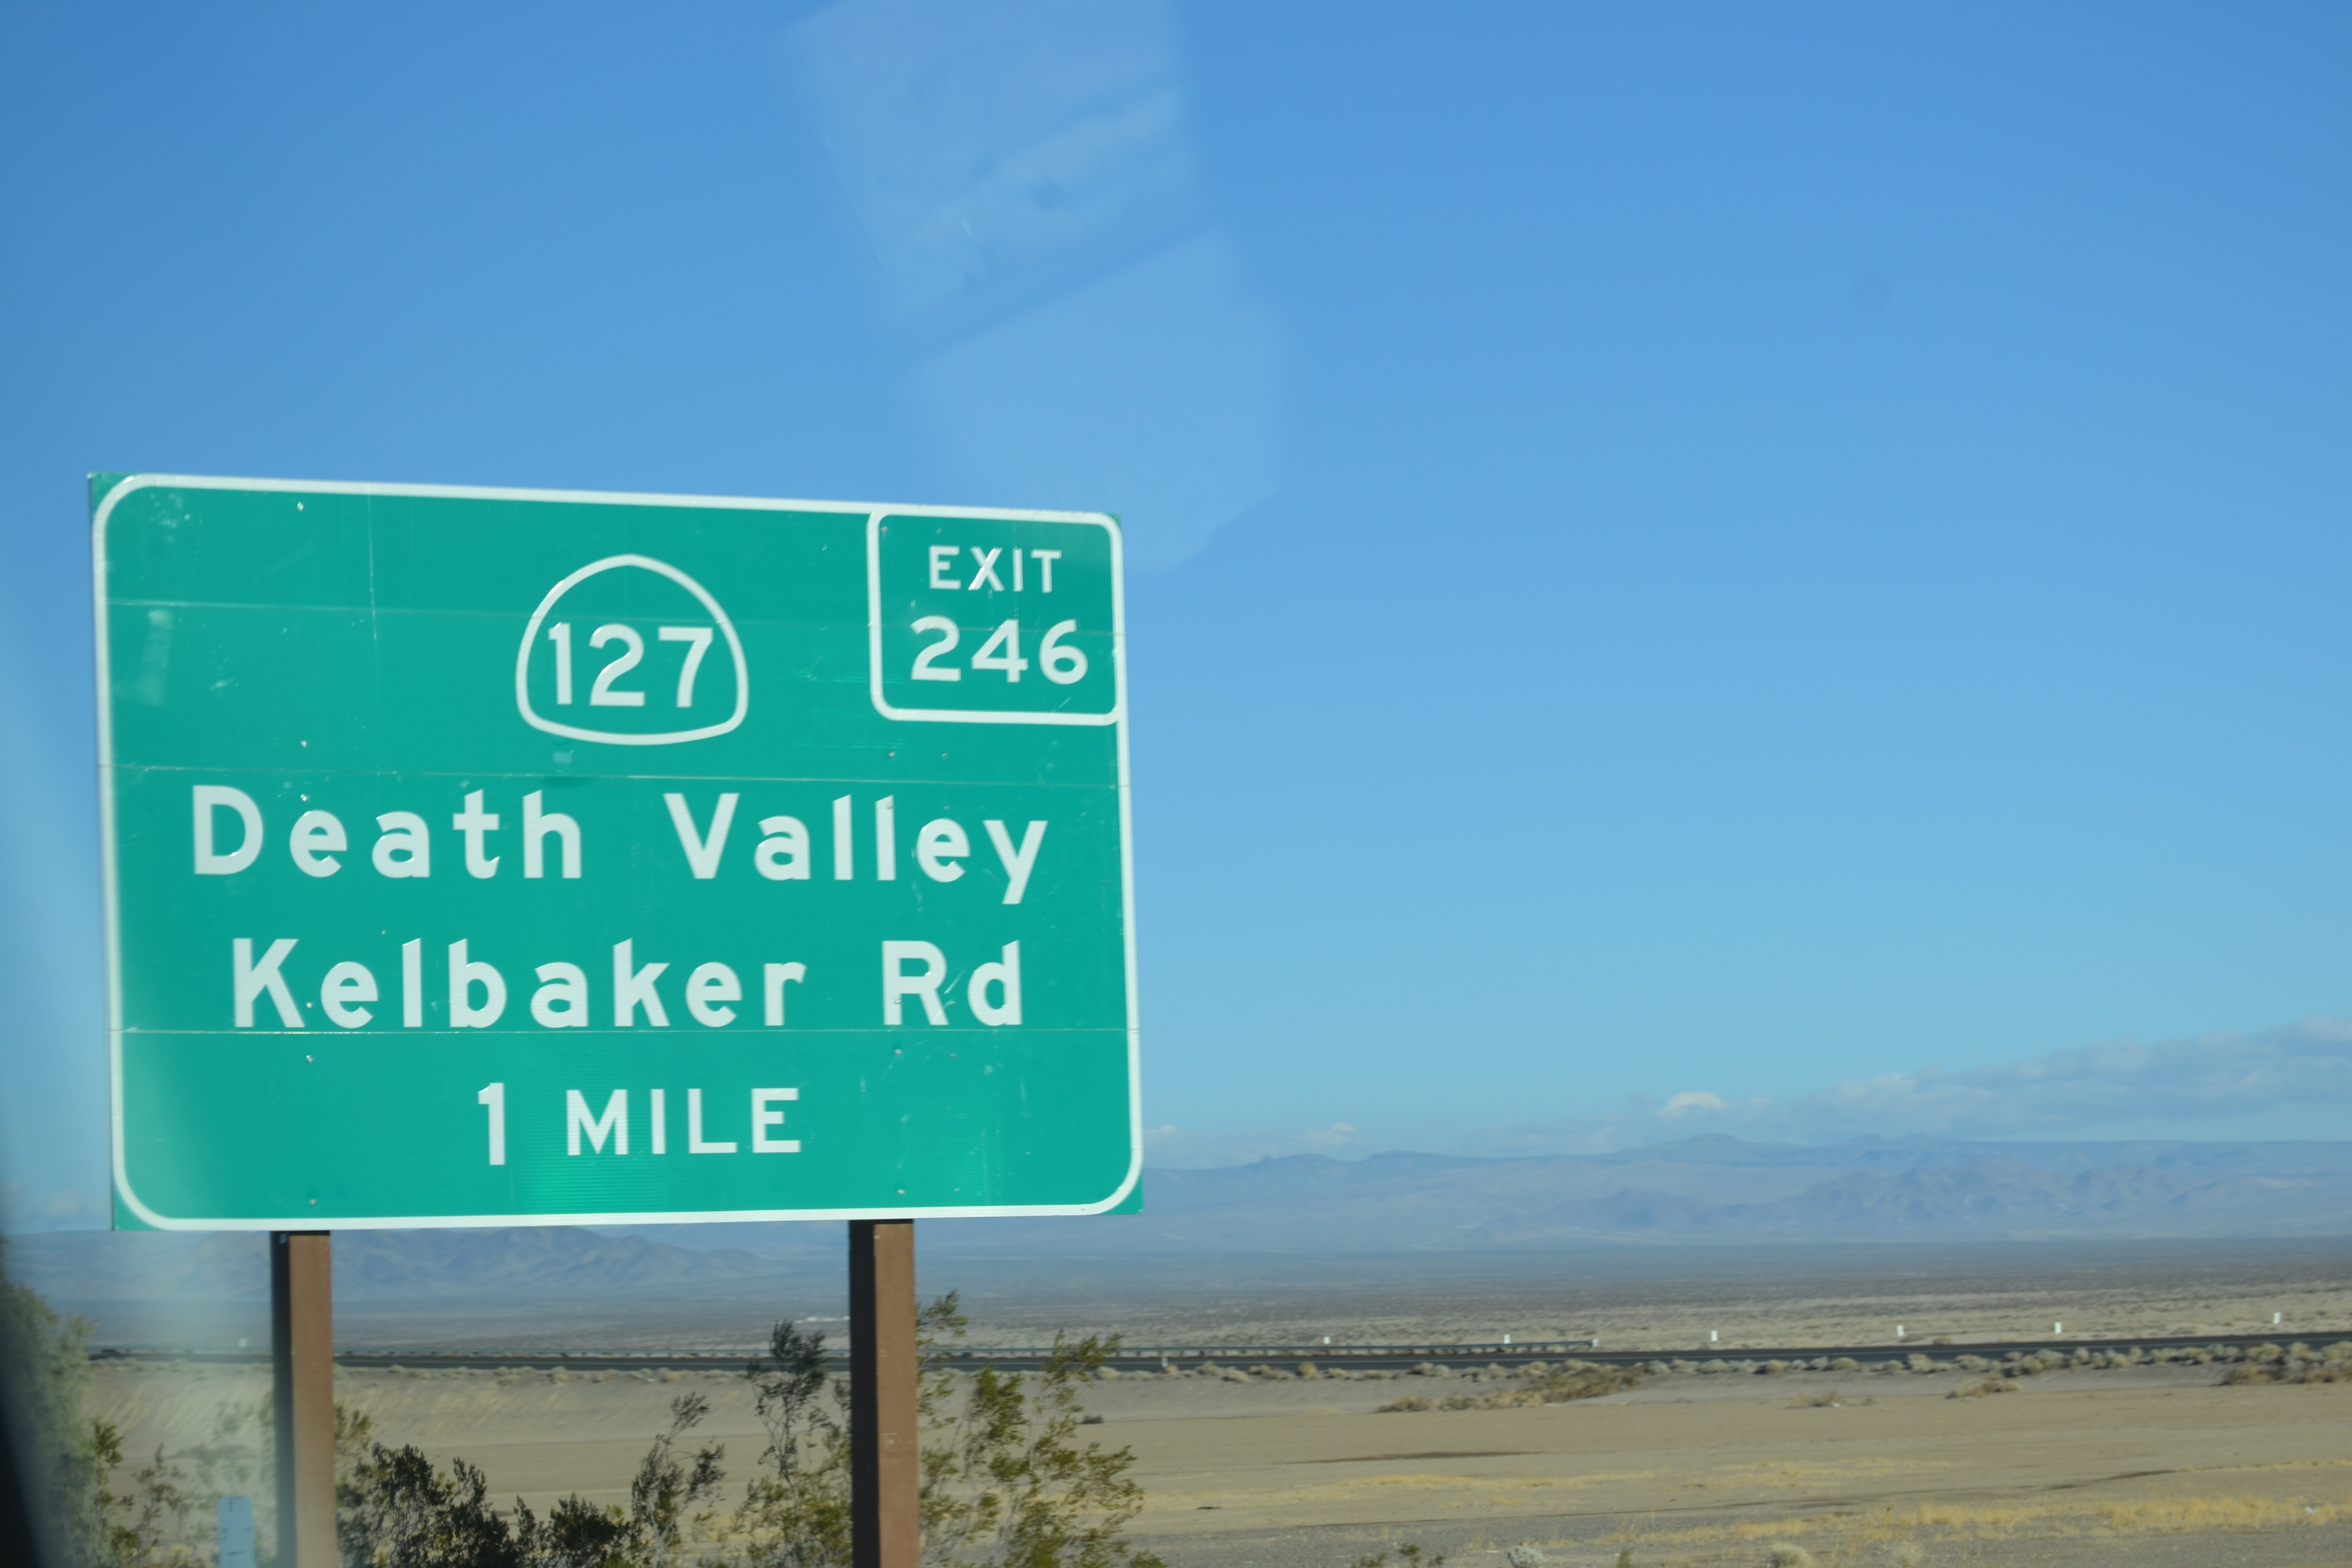 EXIT
246
127
Death Valley
Kelbaker Rd
1 MILE